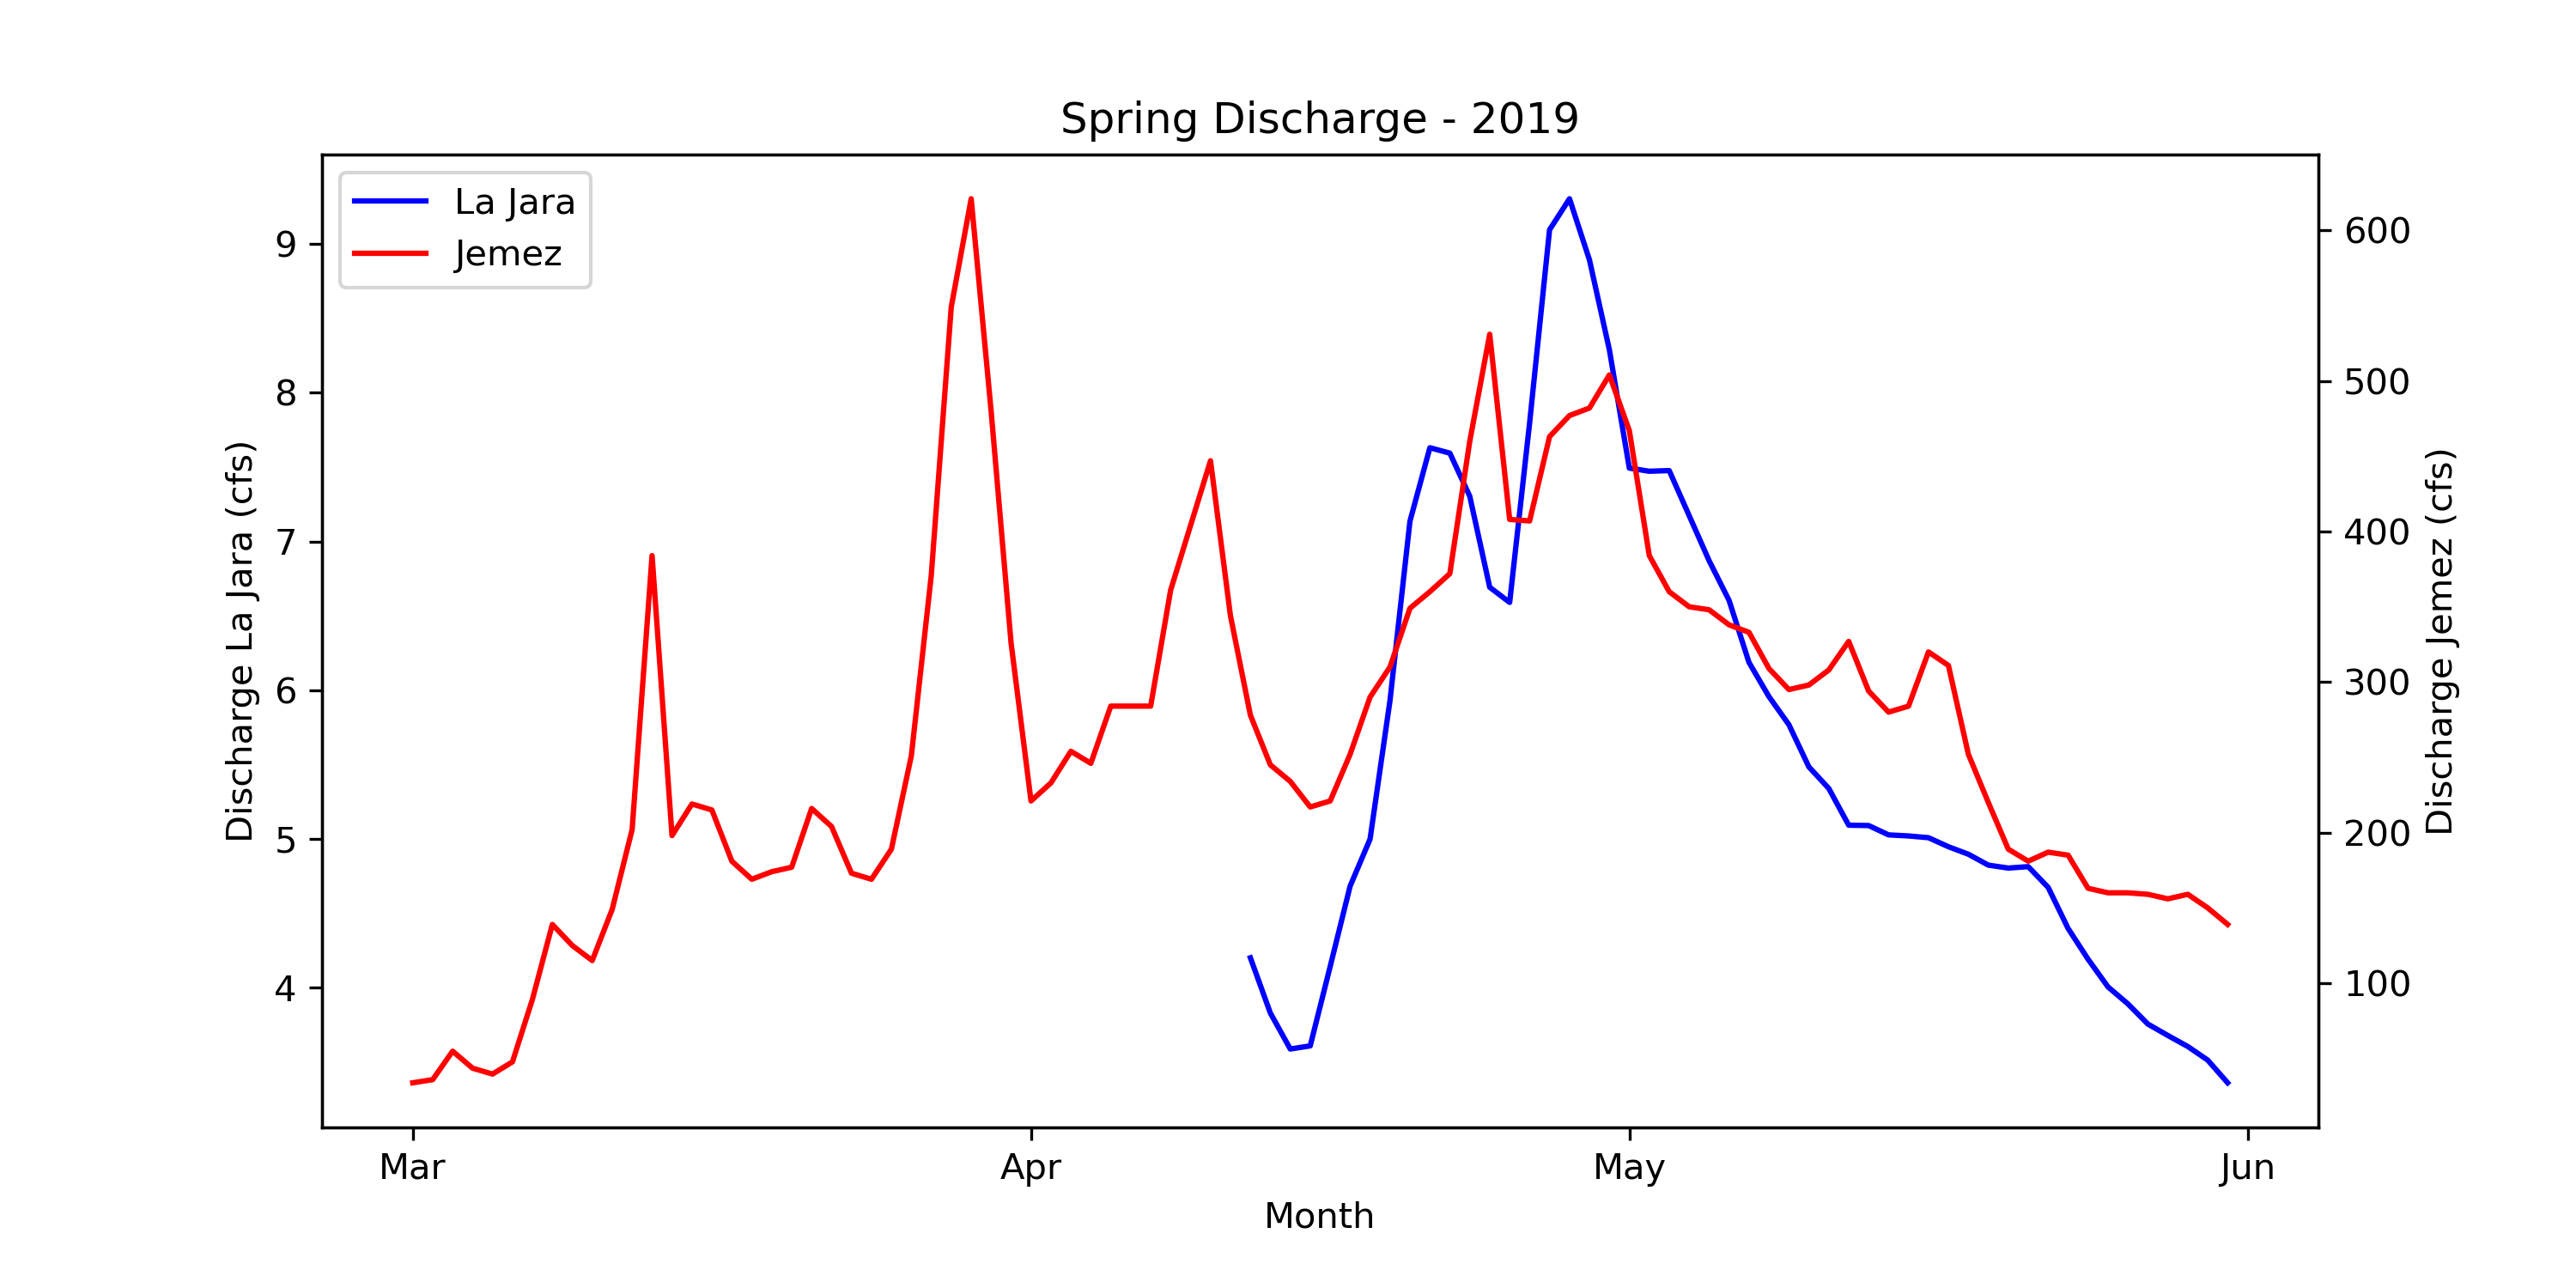 Spring Discharge - 2019
La Jara
Jemez
Discharge La Jara (cfs)
9
8
7
6
5
4
600
500
400
300
200
100
Discharge Jemez (cfs)
Mar Apr May Jun
Month